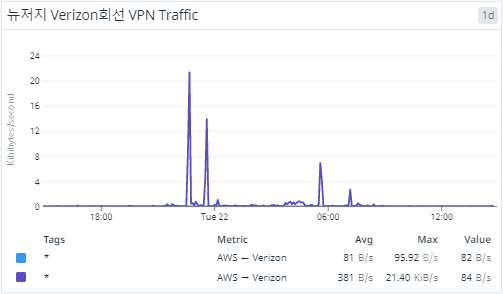 뉴저지 Verizon회선 VPN Traffic
1d
Kibibytes/second
24
20
16
12
8
4
0
18:00 Tue 22 06:00 12:00
Tags Metric Avg Max Value
* AWS ← Verizon 81 B/s 95.92 B/s 82 B/s
* AWS → Verizon 381 B/s 21.40 KiB/s 84 B/s